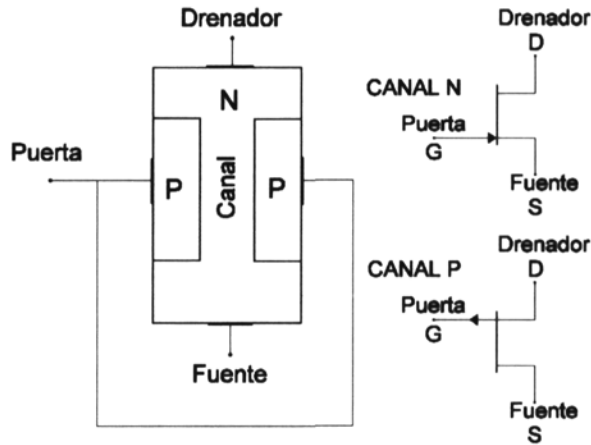 Drenador
N
Puerta
P
Canal
P
Fuente
Drenador
D
CANAL N
Puerta
G
Fuente
S
Drenador
D
CANAL P
Puerta
G
Fuente
S